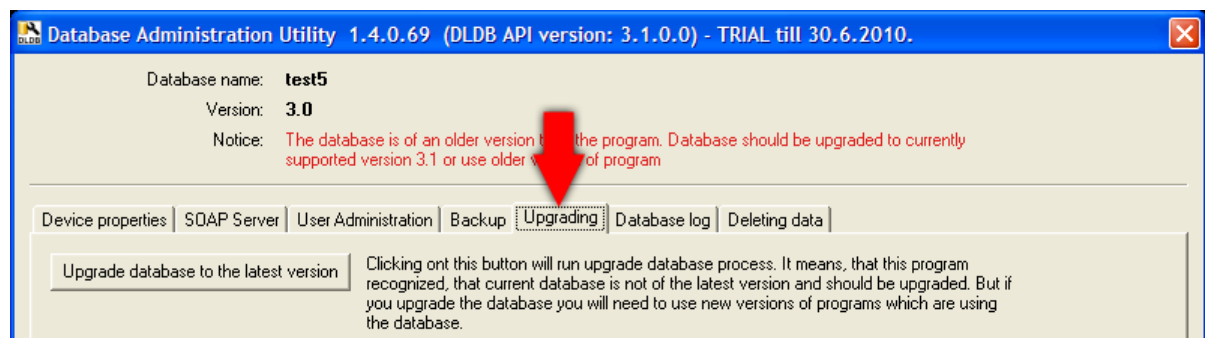 DLDB Database Administration Utility 1.4.0.69 (DLDB API version: 3.1.0.0) - TRIAL till 30.6.2010.
Database name: test5
Version: 3.0
Notice: The database is of an older version the program. Database should be upgraded to currently
supported version 3.1 or use older of program
Device properties SOAP Server User Administration Backup Upgrading Database log Deleting data
Upgrade database to the latest version
Clicking ont this button will run upgrade database process. It means, that this program
recognized, that current database is not of the latest version and should be upgraded. But if
you upgrade the database you will need to use new versions of programs which are using
the database.